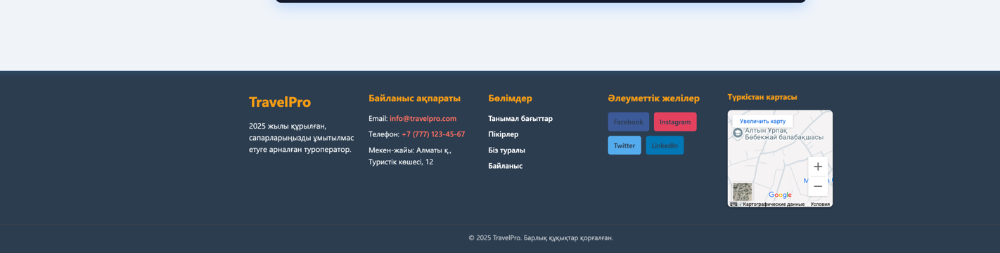 TravelPro
2025 жылы құрылған,
сапарларыңызды ұмытылмас
етуге арналған туроператор.
Байланыс ақпараты
Email: info@travelpro.com
Телефон: +7 (777) 123-45-67
Мекен-жайы: Алматы қ.,
Туристік көшесі, 12
Бөлімдер
Танымал бағыттар
Пікірлер
Біз туралы
Байланыс
Әлеуметтік желілер
Facebook
Instagram
Twitter
LinkedIn
Түркістан картасы
Увеличить карту
Алтын Ұрпақ
Бөбекжай балабақшасы
Google
Картографические данные
Условия
© 2025 TravelPro. Барлық құқықтар қорғалған.